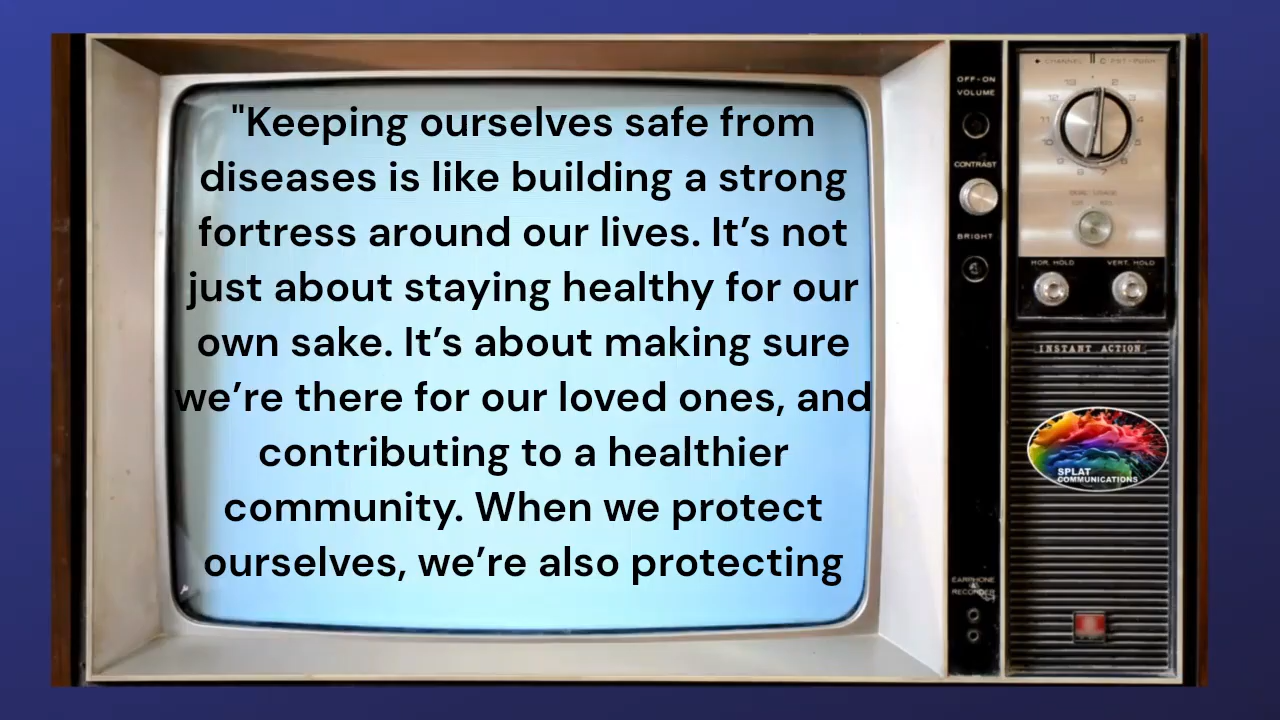 "Keeping ourselves safe from
diseases is like building a strong
fortress around our lives. It’s not
just about staying healthy for our
own sake. It’s about making sure
we’re there for our loved ones, and
contributing to a healthier
community. When we protect
ourselves, we’re also protecting
OFF-ON
VOLUME
CONTRAST
BRIGHT
EARPHONE
RECORDER
CHANNEL
HOR. HOLD
VERT. HOLD
INSTANT ACTION
SPLAT
COMMUNICATIONS